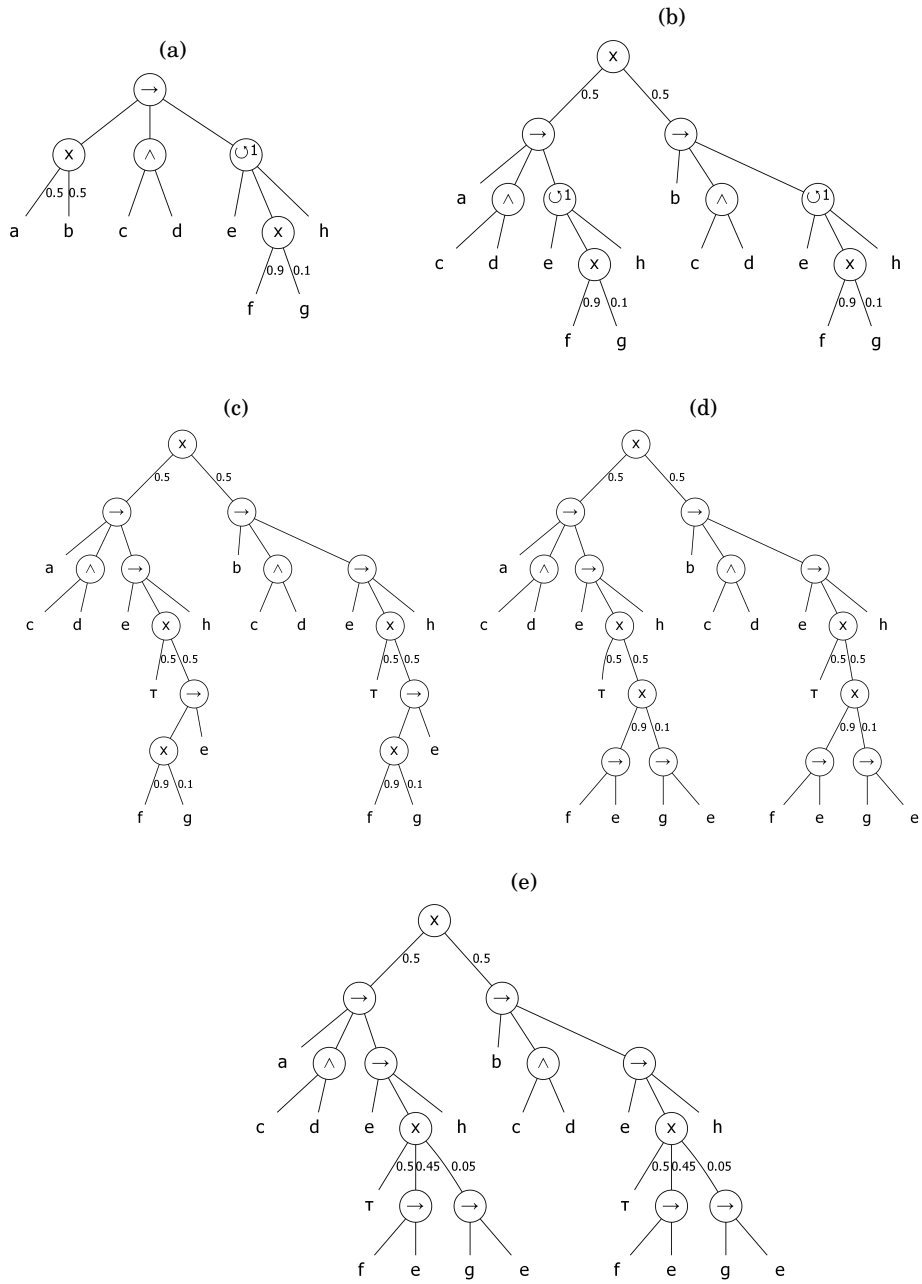 (b)
(a)
x
→
0.5 0.5
x ∧ ↺1
→ →
0.5 0.5
a b c d e x h
a ∧ ↺1 b ∧ ↺1
0.9 0.1
c d e x h c d e x h
f g
0.9 0.1 0.9 0.1
f g f g
(c) (d)
x x
0.5 0.5 0.5 0.5
→ → → →
a ∧ → b ∧ → a ∧ → b ∧ →
c d e x h c d e x h c d e x h c d e x h
0.5 0.5 0.5 0.5 0.5 0.5 0.5 0.5
τ → τ → τ x τ x
0.9 0.1 0.9 0.1
x e x e → → → →
0.9 0.1 0.9 0.1
f g f g f e g e f e g e
(e)
x
0.5 0.5
→ →
a ∧ → b ∧ →
c d e x h c d e x h
0.5 0.45 0.05 0.5 0.45 0.05
τ → → τ → →
f e g e f e g e